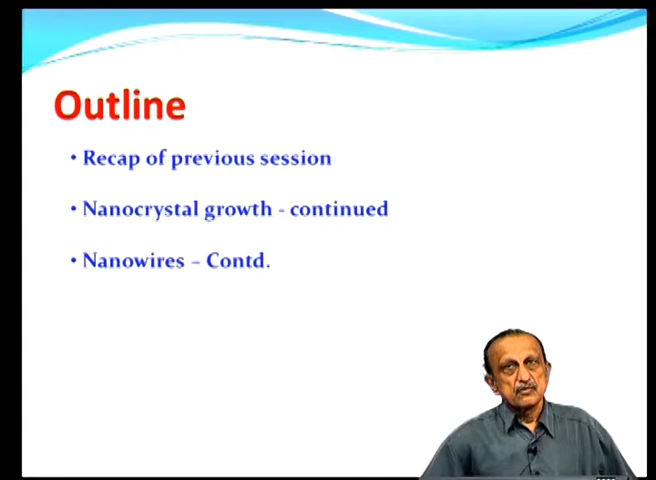 Outline
• Recap of previous session
• Nanocrystal growth - continued
• Nanowires – Contd.